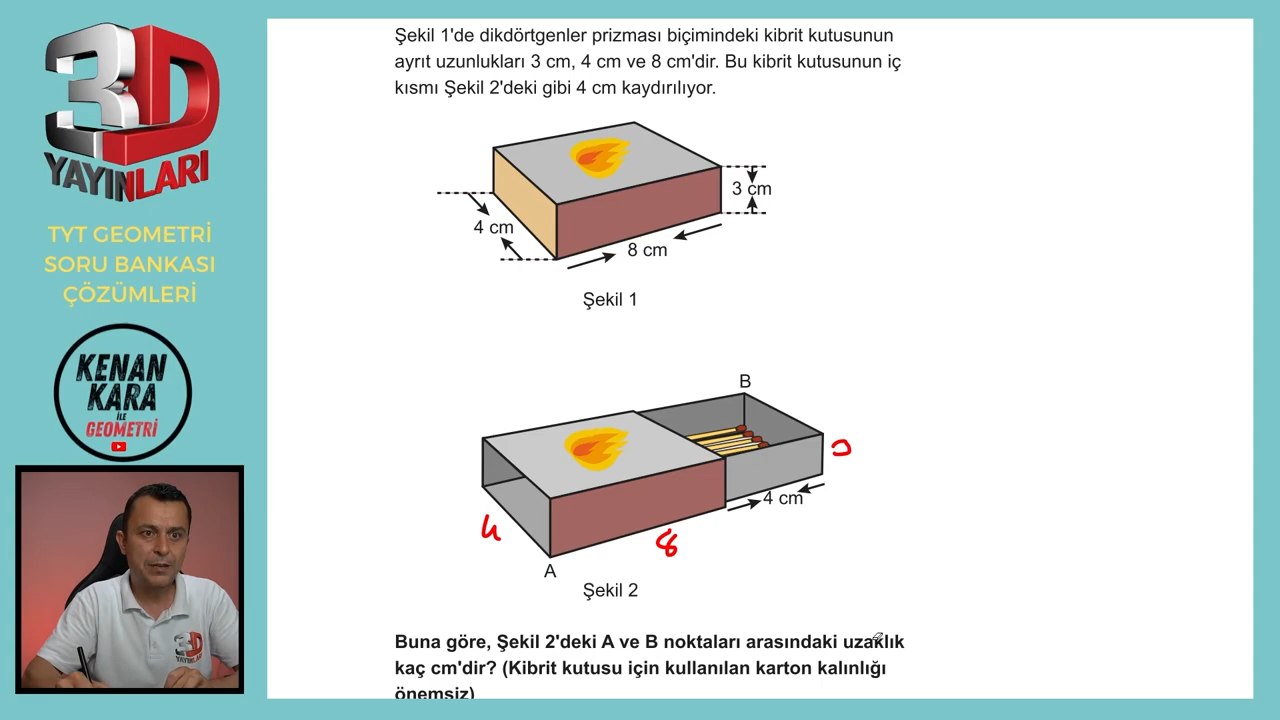 3D
YAYINLARI
TYT GEOMETRİ
SORU BANKASI
ÇÖZÜMLERİ
KENAN
KARA
İLE
GEOMETRİ
3D
YAYINLARI
Şekil 1'de dikdörtgenler prizması biçimindeki kibrit kutusunun
ayrıt uzunlukları 3 cm, 4 cm ve 8 cm'dir. Bu kibrit kutusunun iç
kısmı Şekil 2'deki gibi 4 cm kaydırılıyor.
3 cm
4 cm
8 cm
Şekil 1
B
4 cm
4
8
A
Şekil 2
Buna göre, Şekil 2'deki A ve B noktaları arasındaki uzaklık
kaç cm'dir? (Kibrit kutusu için kullanılan karton kalınlığı
önemsiz)